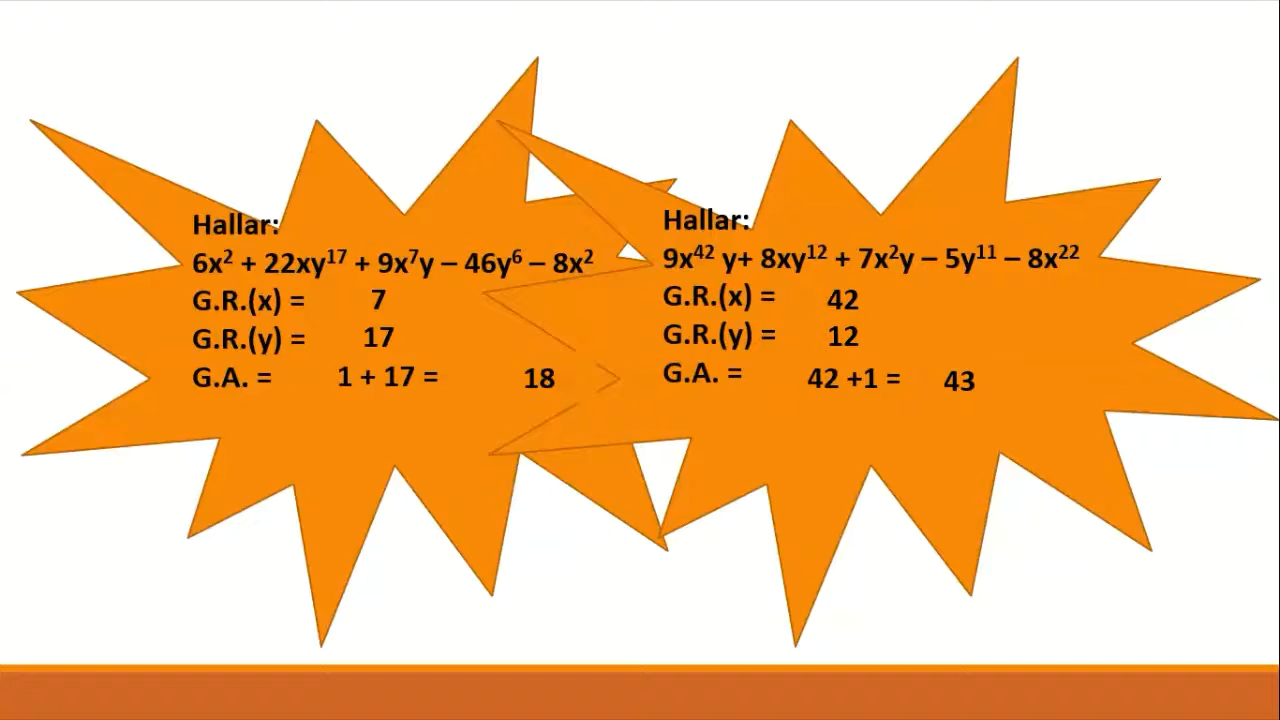 Hallar:
6x² + 22xy¹⁷ + 9x⁷y – 46y⁶ – 8x²
G.R.(x) = 7
G.R.(y) = 17
G.A. = 1 + 17 = 18
Hallar:
9x⁴² y+ 8xy¹² + 7x²y – 5y¹¹ – 8x²²
G.R.(x) = 42
G.R.(y) = 12
G.A. = 42 +1 = 43